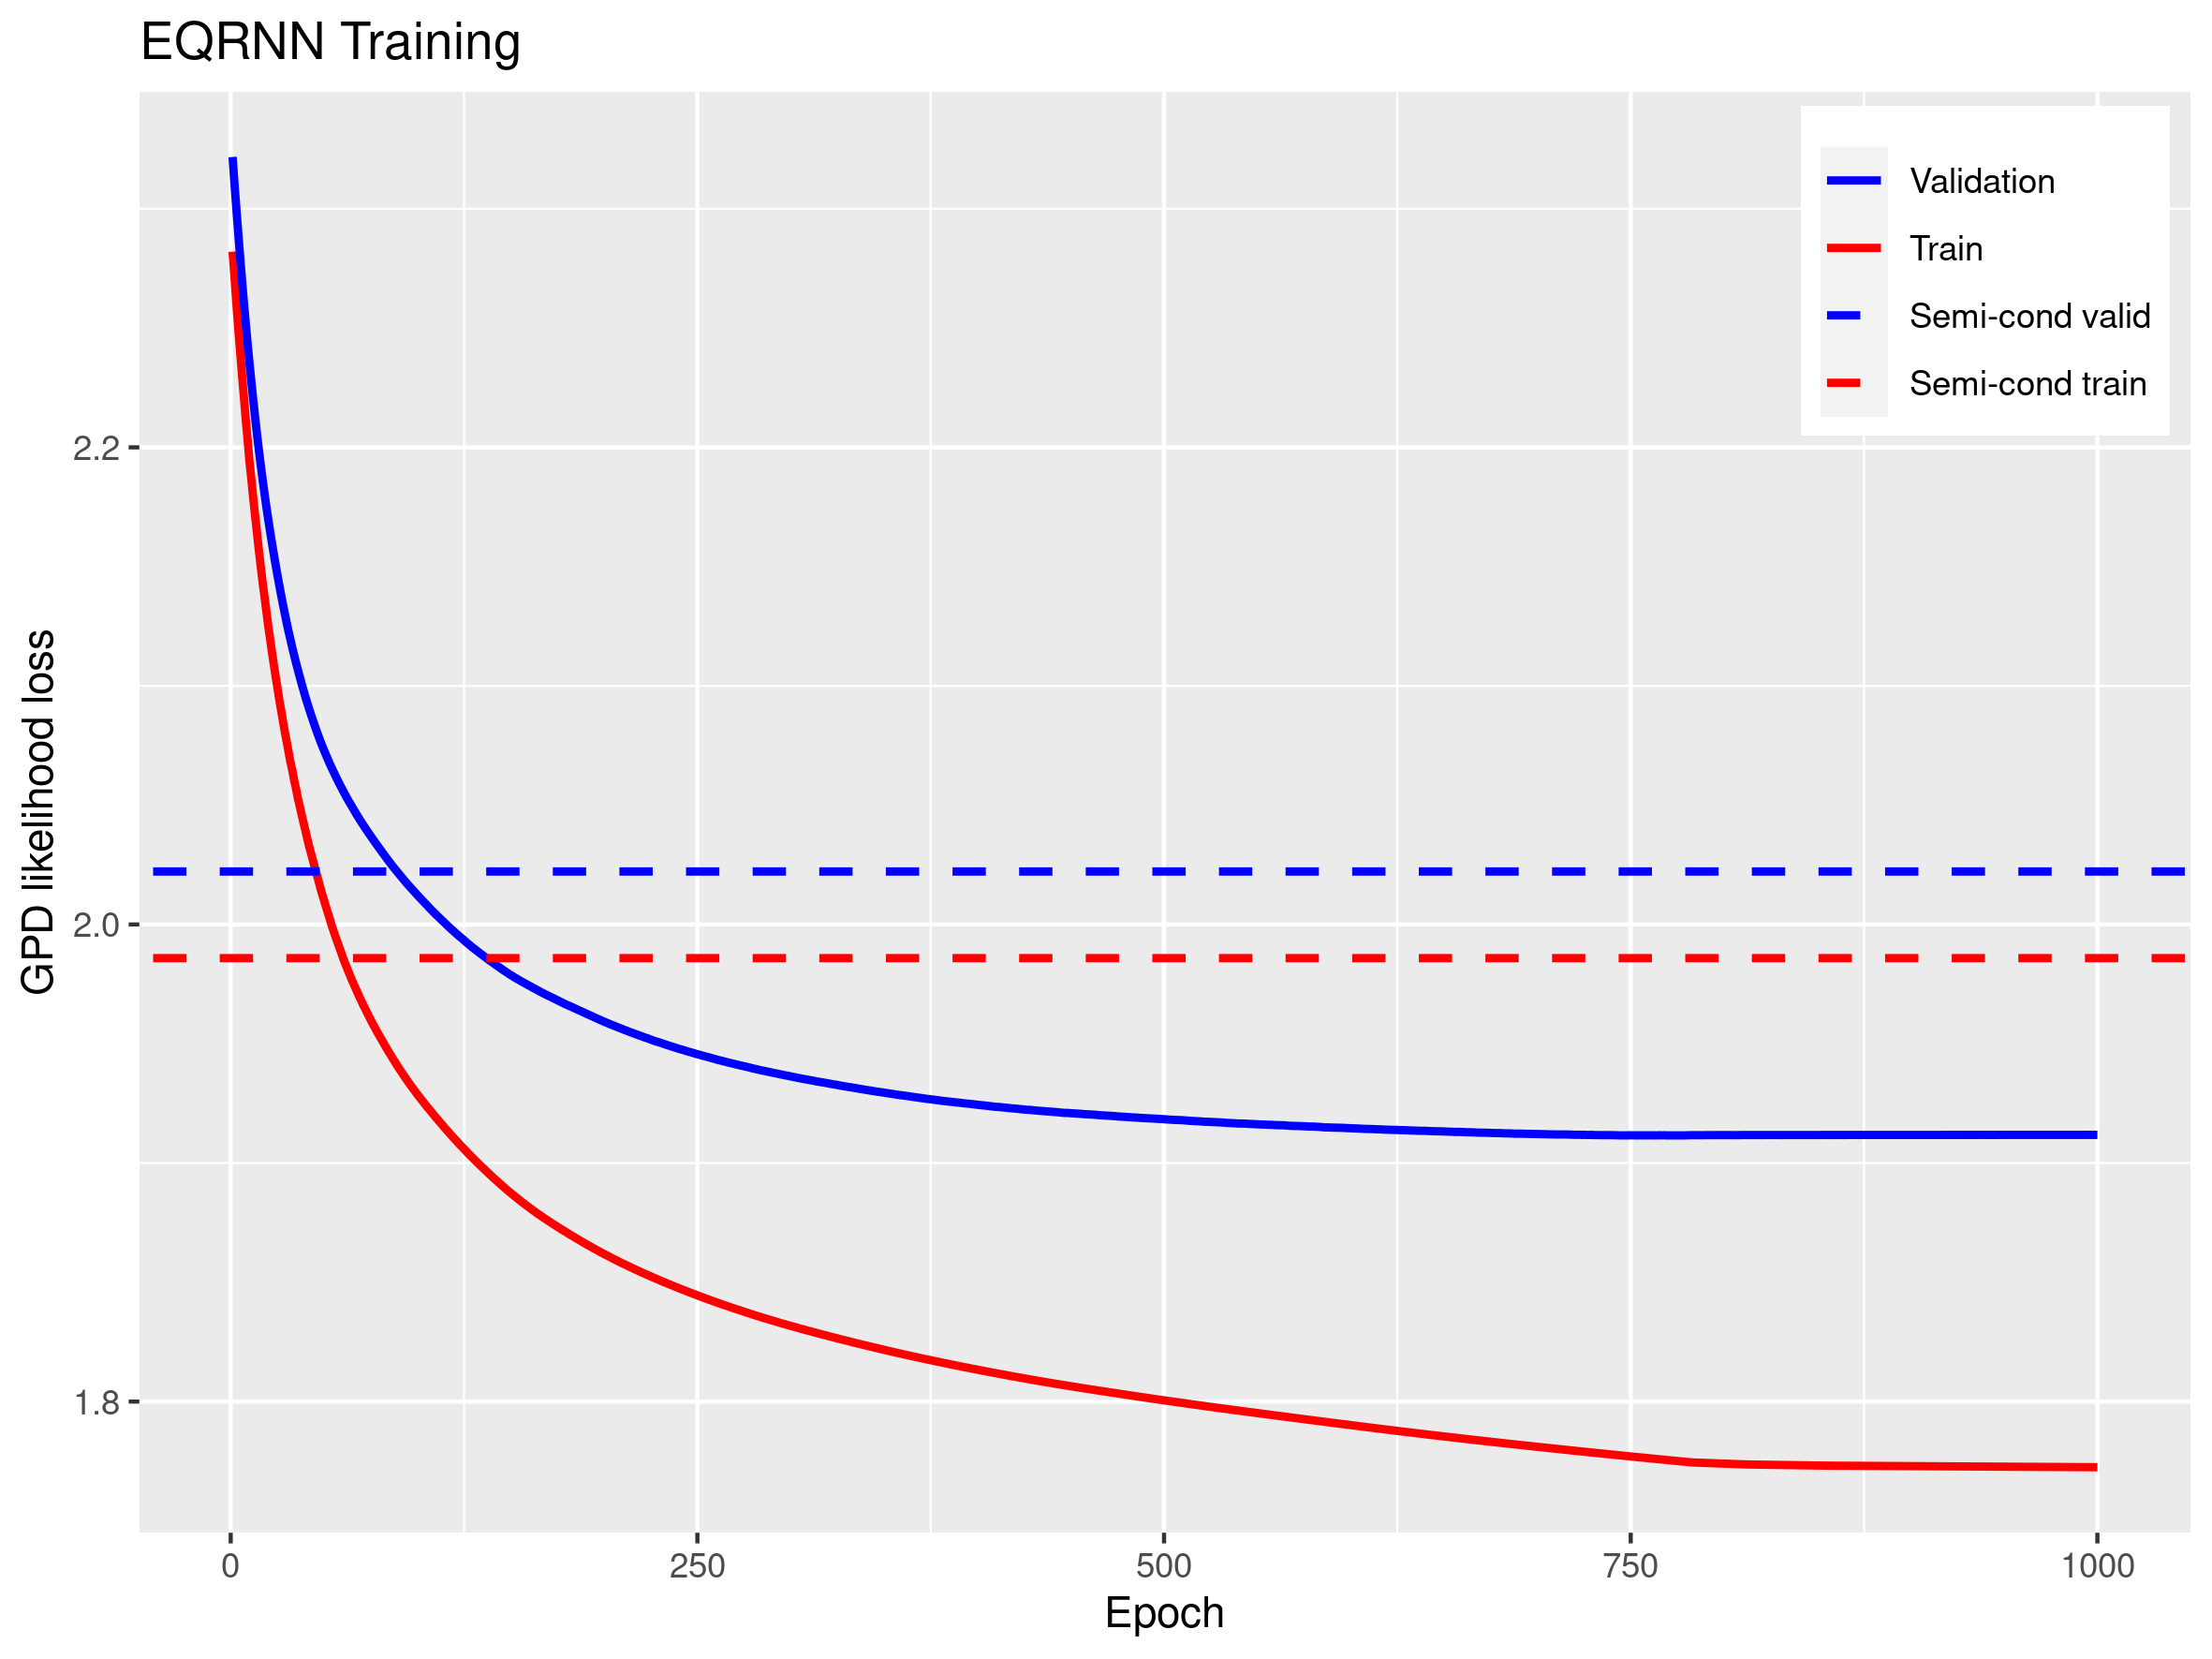 EQRNN Training
Validation
Train
Semi-cond valid
Semi-cond train
GPD likelihood loss
2.2
2.0
1.8
0 250 500 750 1000
Epoch